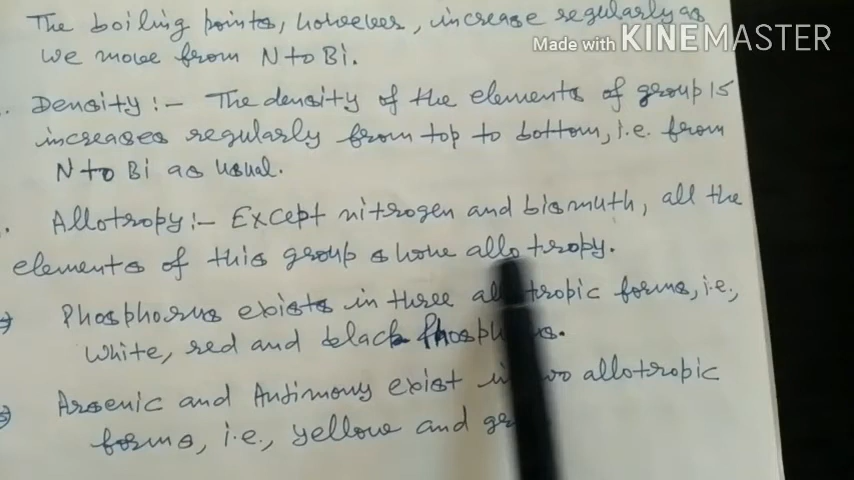 Made with KINEMASTER
The boiling points, however, increase regularly as
we move from N to Bi.
Density :- The density of the elements of group 15
increases regularly from top to bottom, i.e. from
N to Bi as usual.
Allotropy :- Except nitrogen and bismuth, all the
elements of this group show allotropy.
Phosphorus exists in three allotropic forms, i.e.,
White, red and black
Arsenic and Antimony exist in two allotropic
forms, i.e., yellow and